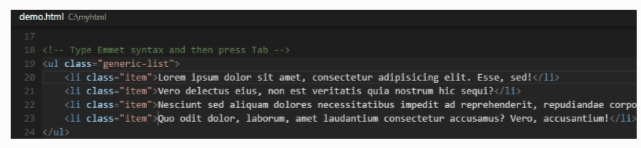 demo.html C:\myhtml
17
18 <!-- Type Emmet syntax and then press Tab -->
19 <ul class="generic-list">
20 <li class="item">Lorem ipsum dolor sit amet, consectetur adipisicing elit. Esse, sed!</li>
21 <li class="item">Vero delectus eius, non est veritatis quia nostrum hic sequi?</li>
22 <li class="item">Nesciunt sed aliquam dolores necessitatibus impedit ad reprehenderit, repudiandae corpo
23 <li class="item">Quo odit dolor, laborum, amet laudantium consectetur accusamus? Vero, accusantium!</li>
24 </ul>